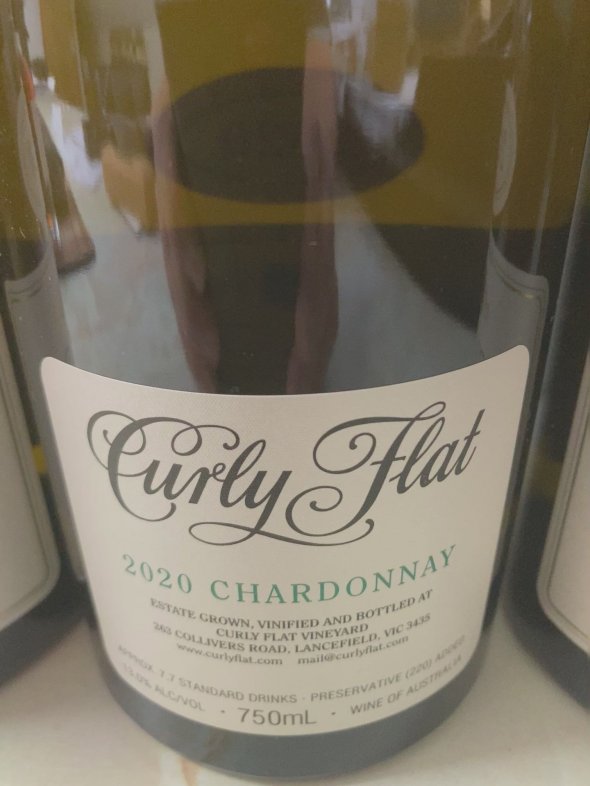 Curly Flat
2020 CHARDONNAY
ESTATE GROWN, VINIFIED AND BOTTLED AT
CURLY FLAT VINEYARD
263 COLLIVERS ROAD, LANCEFIELD, VIC 3435
www.curlyflat.com mail@curlyflat.com
APPROX. 7.7 STANDARD DRINKS · PRESERVATIVE (220) ADDED
13.0% ALC/VOL · 750mL · WINE OF AUSTRALIA